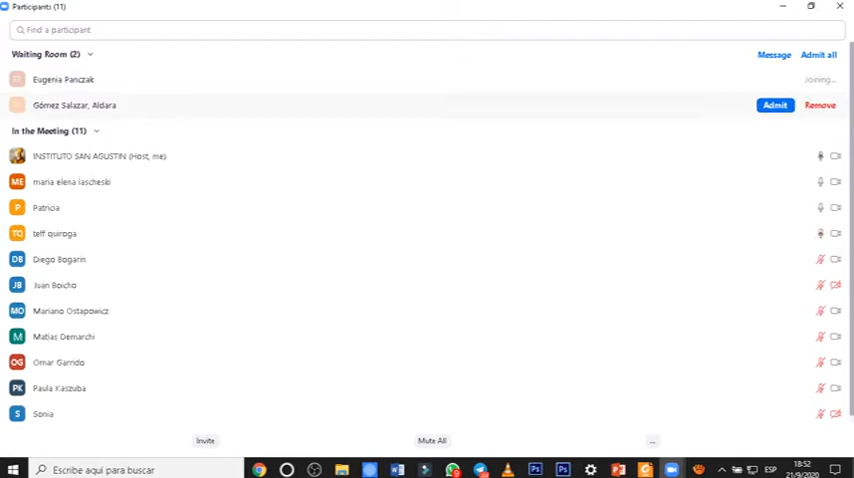 Participants (11)
Find a participant
Waiting Room (2) Message Admit all
EP Eugenia Panczak Joining...
Gómez Salazar, Aldara Admit Remove
In the Meeting (11)
INSTITUTO SAN AGUSTIN (Host, me)
ME maria elena iascheski
P Patricia
TQ teff quiroga
DB Diego Bogarin
JB Juan Boicho
MO Mariano Ostapowicz
M Matias Demarchi
OG Omar Garrido
PK Paula Kaszuba
S Sonia
Invite Mute All ...
Escribe aquí para buscar W Ps Ps ESP 18:52
21/9/2020